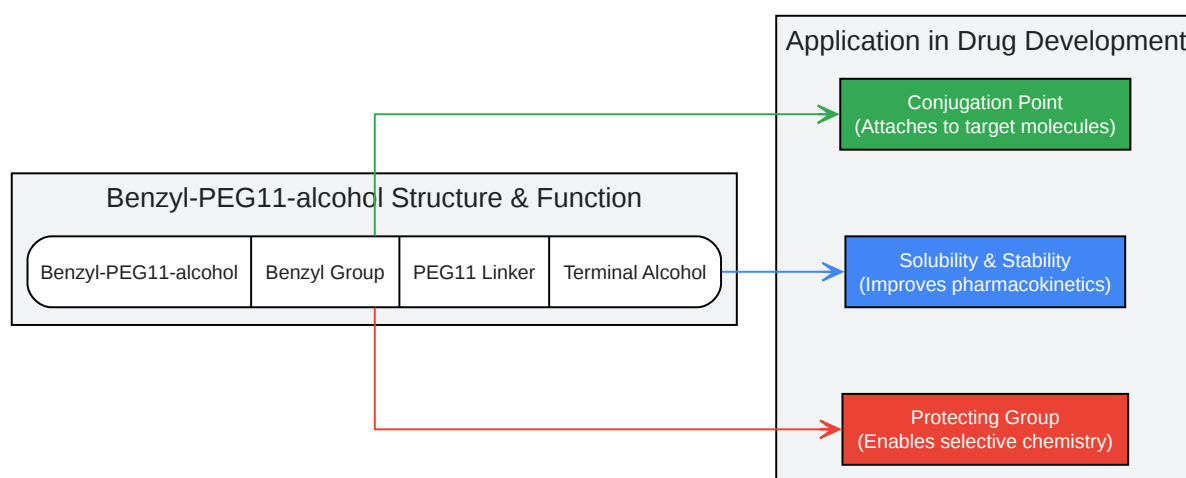 Application in Drug Development
Conjugation Point
(Attaches to target molecules)
Benzyl-PEG11-alcohol Structure & Function
Benzyl-PEG11-alcohol
Benzyl Group
PEG11 Linker
Terminal Alcohol
Solubility & Stability
(Improves pharmacokinetics)
Protecting Group
(Enables selective chemistry)